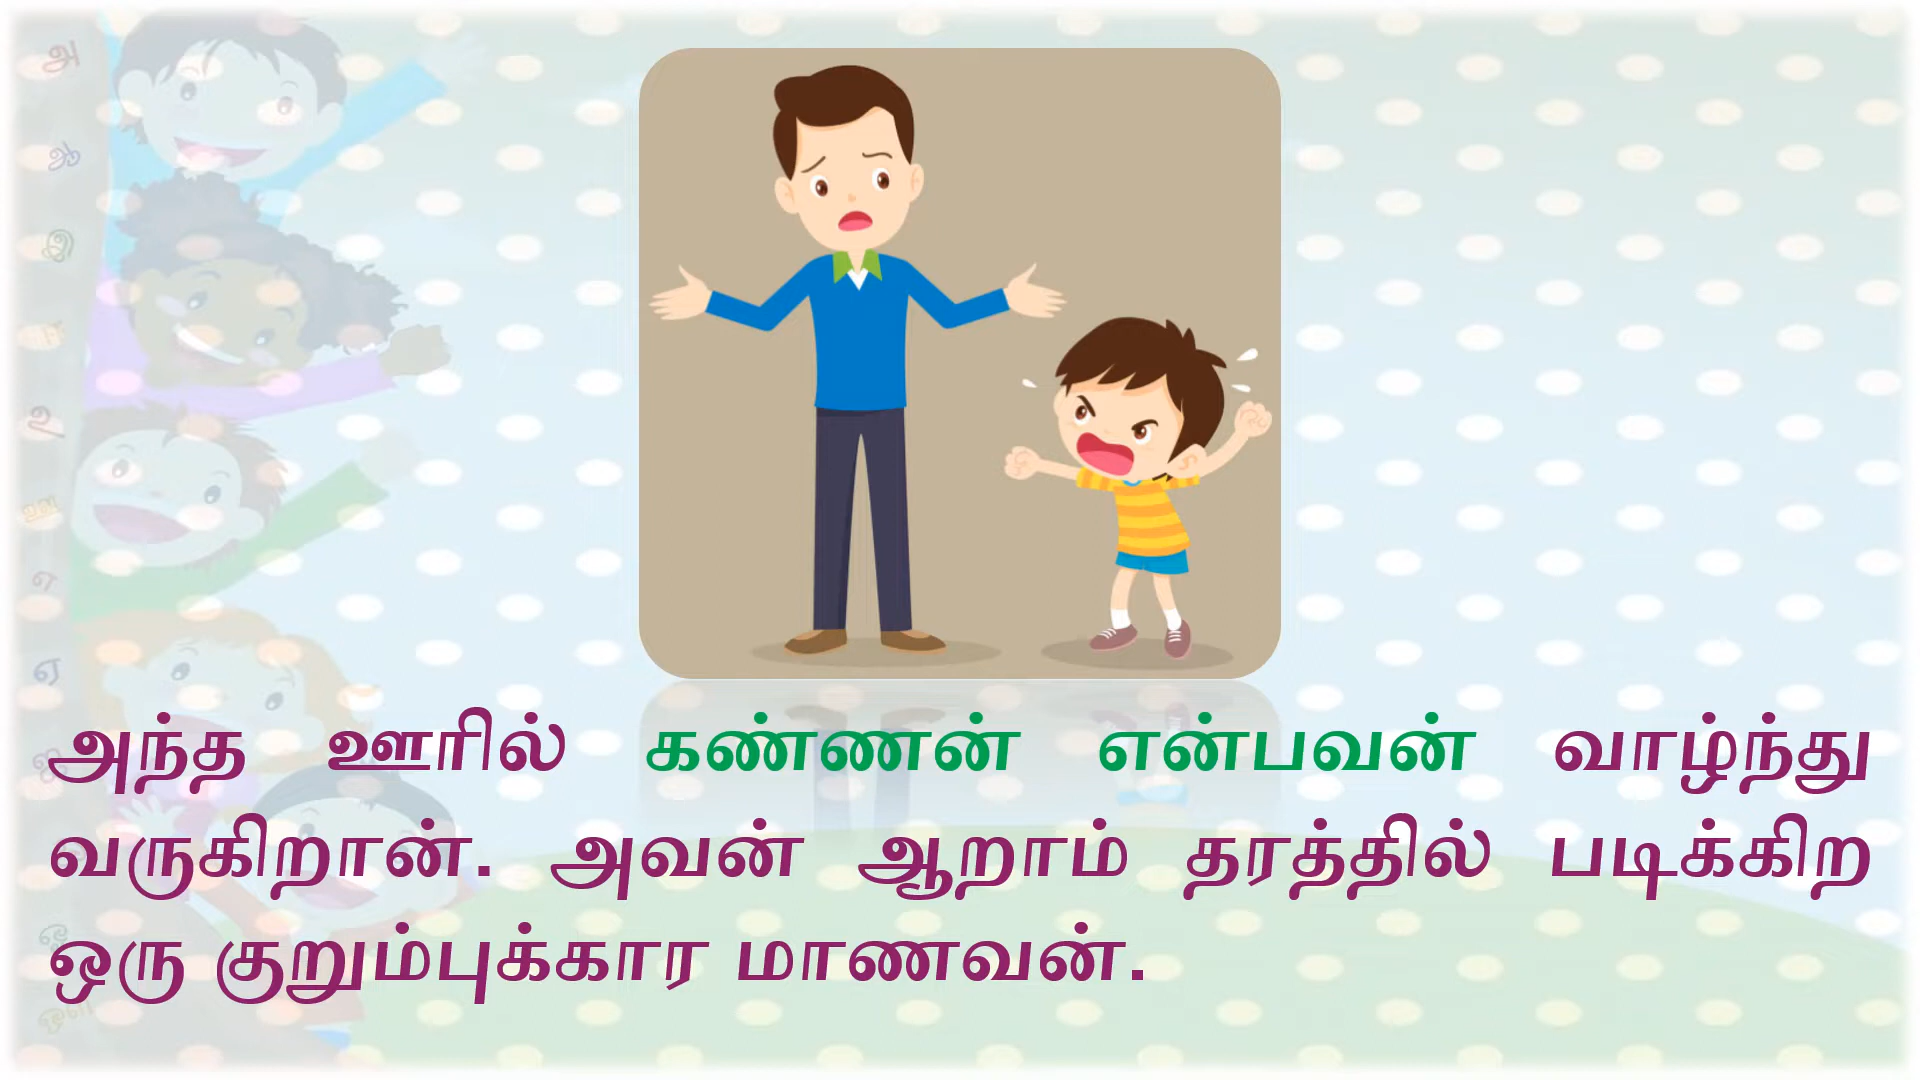 அ
ஆ
இ
ஈ
உ
ஊ
எ
ஏ
ஐ
அந்த ஊரில் கண்ணன் என்பவன் வாழ்ந்து
வருகிறான். அவன் ஆறாம் தரத்தில் படிக்கிற
ஒரு குறும்புக்கார மாணவன்.
ஓ
ஔ